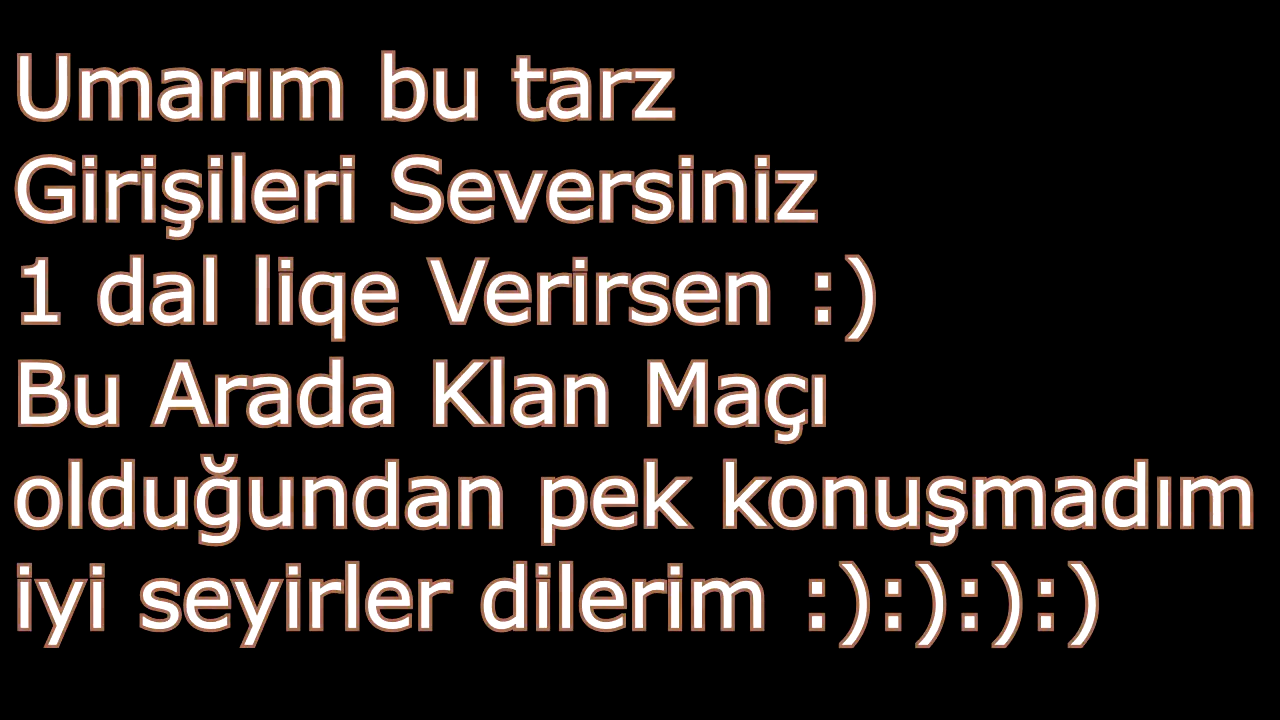 Umarım bu tarz
Girişileri Seversiniz
1 dal liqe Verirsen :)
Bu Arada Klan Maçı
olduğundan pek konuşmadım
iyi seyirler dilerim :):):):)